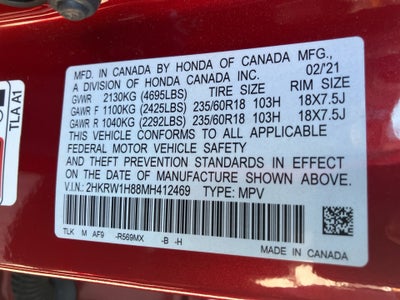 MFD. IN CANADA BY HONDA OF CANADA MFG.,
A DIVISION OF HONDA CANADA INC. 02/'21
GVWR 2130KG (4695LBS) TIRE SIZE RIM SIZE
GAWR F 1100KG (2425LBS) 235/60R18 103H 18X7.5J
GAWR R 1040KG (2292LBS) 235/60R18 103H 18X7.5J
THIS VEHICLE CONFORMS TO ALL APPLICABLE
FEDERAL MOTOR VEHICLE SAFETY
AND THEFT PREVENTION STANDARDS IN EFFECT
ON THE DATE OF MANUFACTURE SHOWN ABOVE.
V.I.N: 2HKRW1H88MH412469 TYPE: MPV
TLK M AF9 -R569MX -B -H
MADE IN CANADA
TLA A1